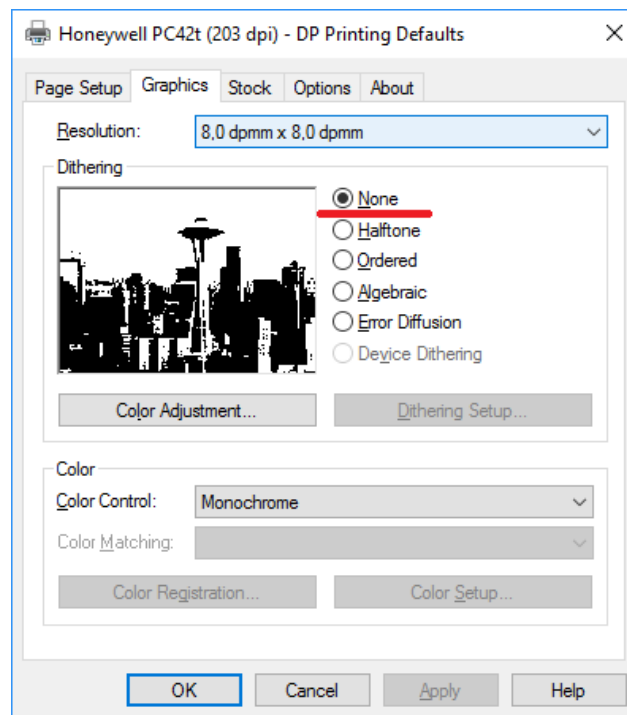 Honeywell PC42t (203 dpi) - DP Printing Defaults
Page Setup Graphics Stock Options About
Resolution: 8,0 dpmm x 8,0 dpmm
Dithering
None
Halftone
Ordered
Algebraic
Error Diffusion
Device Dithering
Color Adjustment... Dithering Setup...
Color
Color Control: Monochrome
Color Matching:
Color Registration... Color Setup...
OK Cancel Apply Help